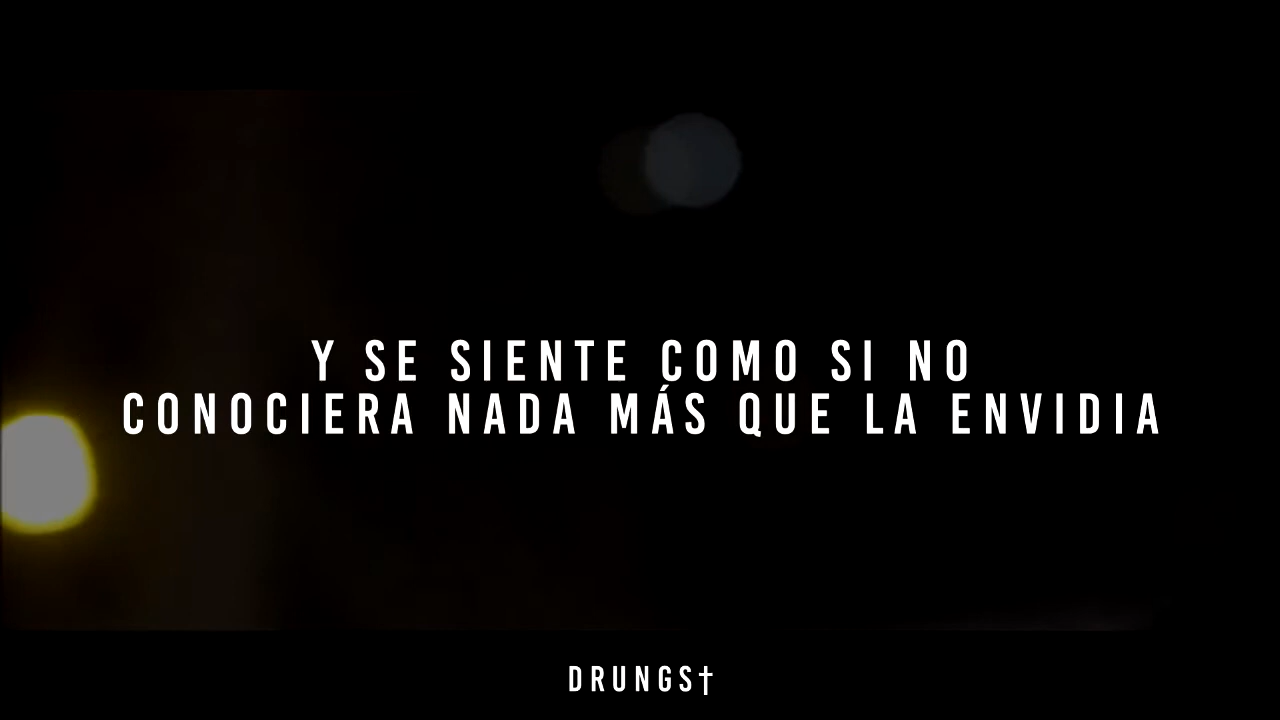 Y SE SIENTE COMO SI NO
CONOCIERA NADA MÁS QUE LA ENVIDIA
DRUNGS†